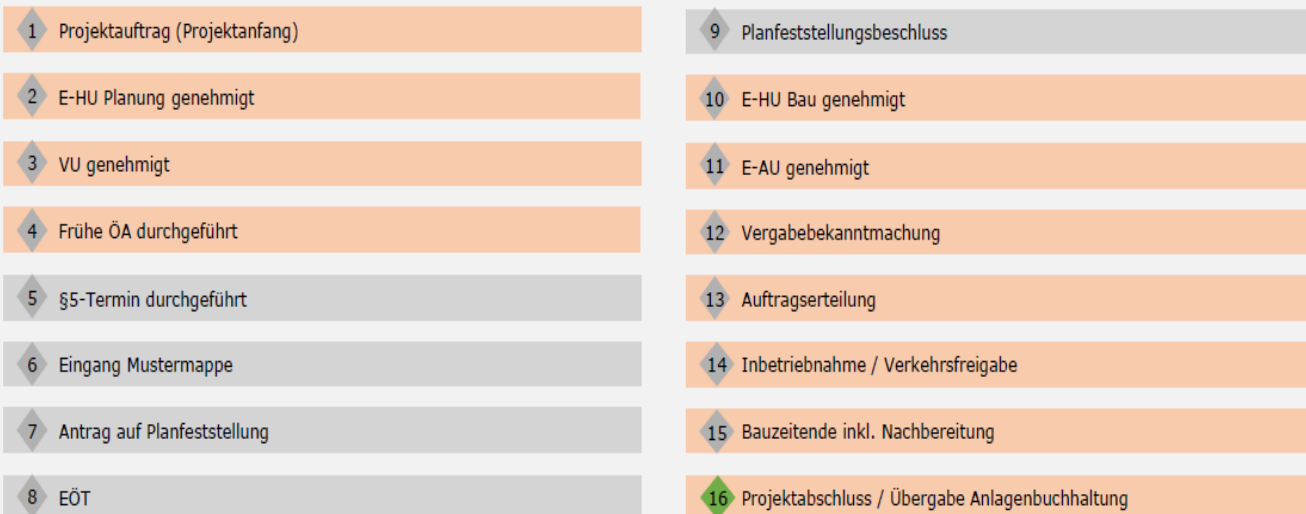 1 Projektauftrag (Projektanfang)
2 E-HU Planung genehmigt
3 VU genehmigt
4 Frühe ÖA durchgeführt
5 §5-Termin durchgeführt
6 Eingang Mustermappe
7 Antrag auf Planfeststellung
8 EÖT
9 Planfeststellungsbeschluss
10 E-HU Bau genehmigt
11 E-AU genehmigt
12 Vergabebekanntmachung
13 Auftragserteilung
14 Inbetriebnahme / Verkehrsfreigabe
15 Bauzeitende inkl. Nachbereitung
16 Projektabschluss / Übergabe Anlagenbuchhaltung